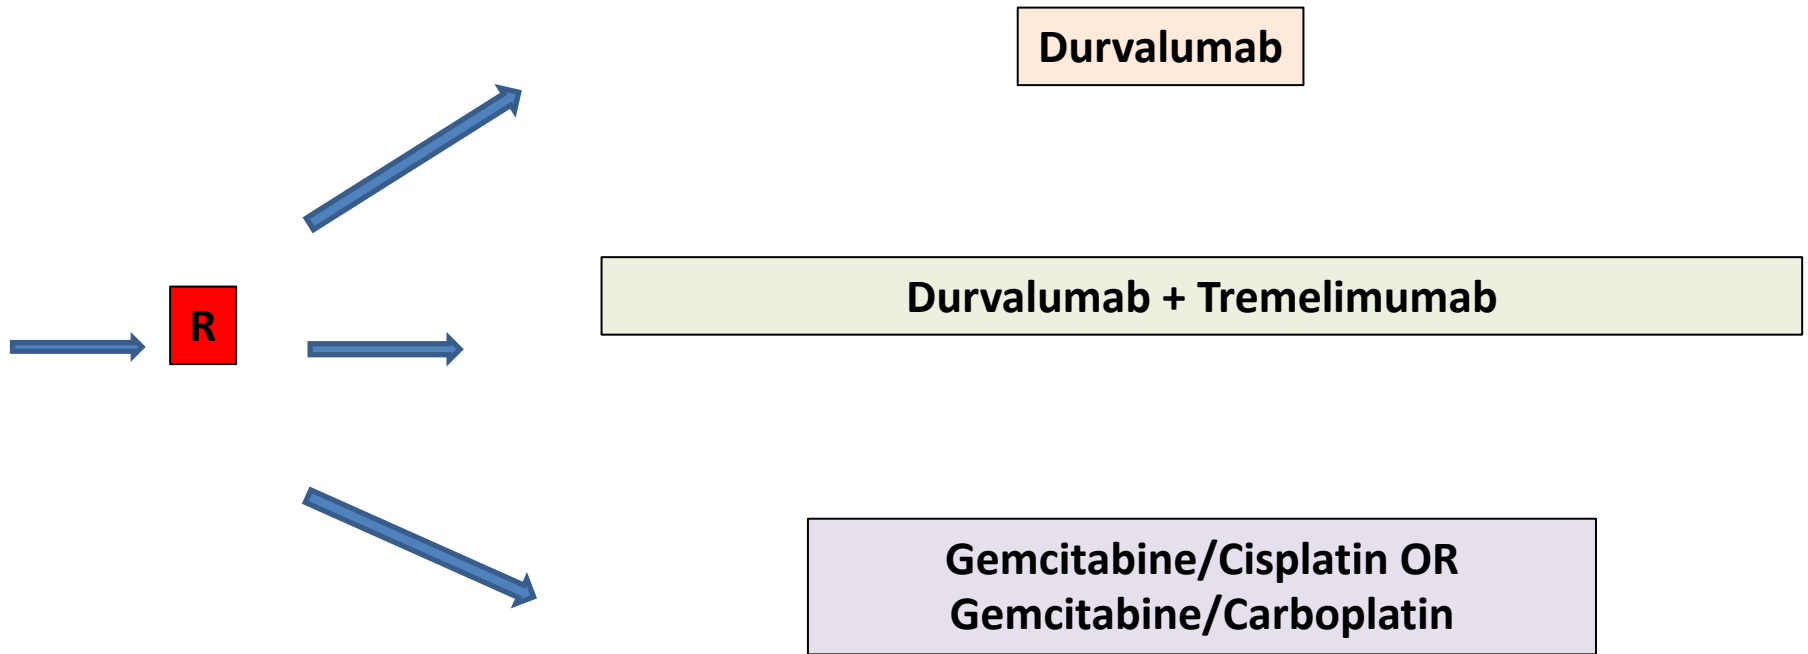 Durvalumab
R
Durvalumab + Tremelimumab
Gemcitabine/Cisplatin OR
Gemcitabine/Carboplatin